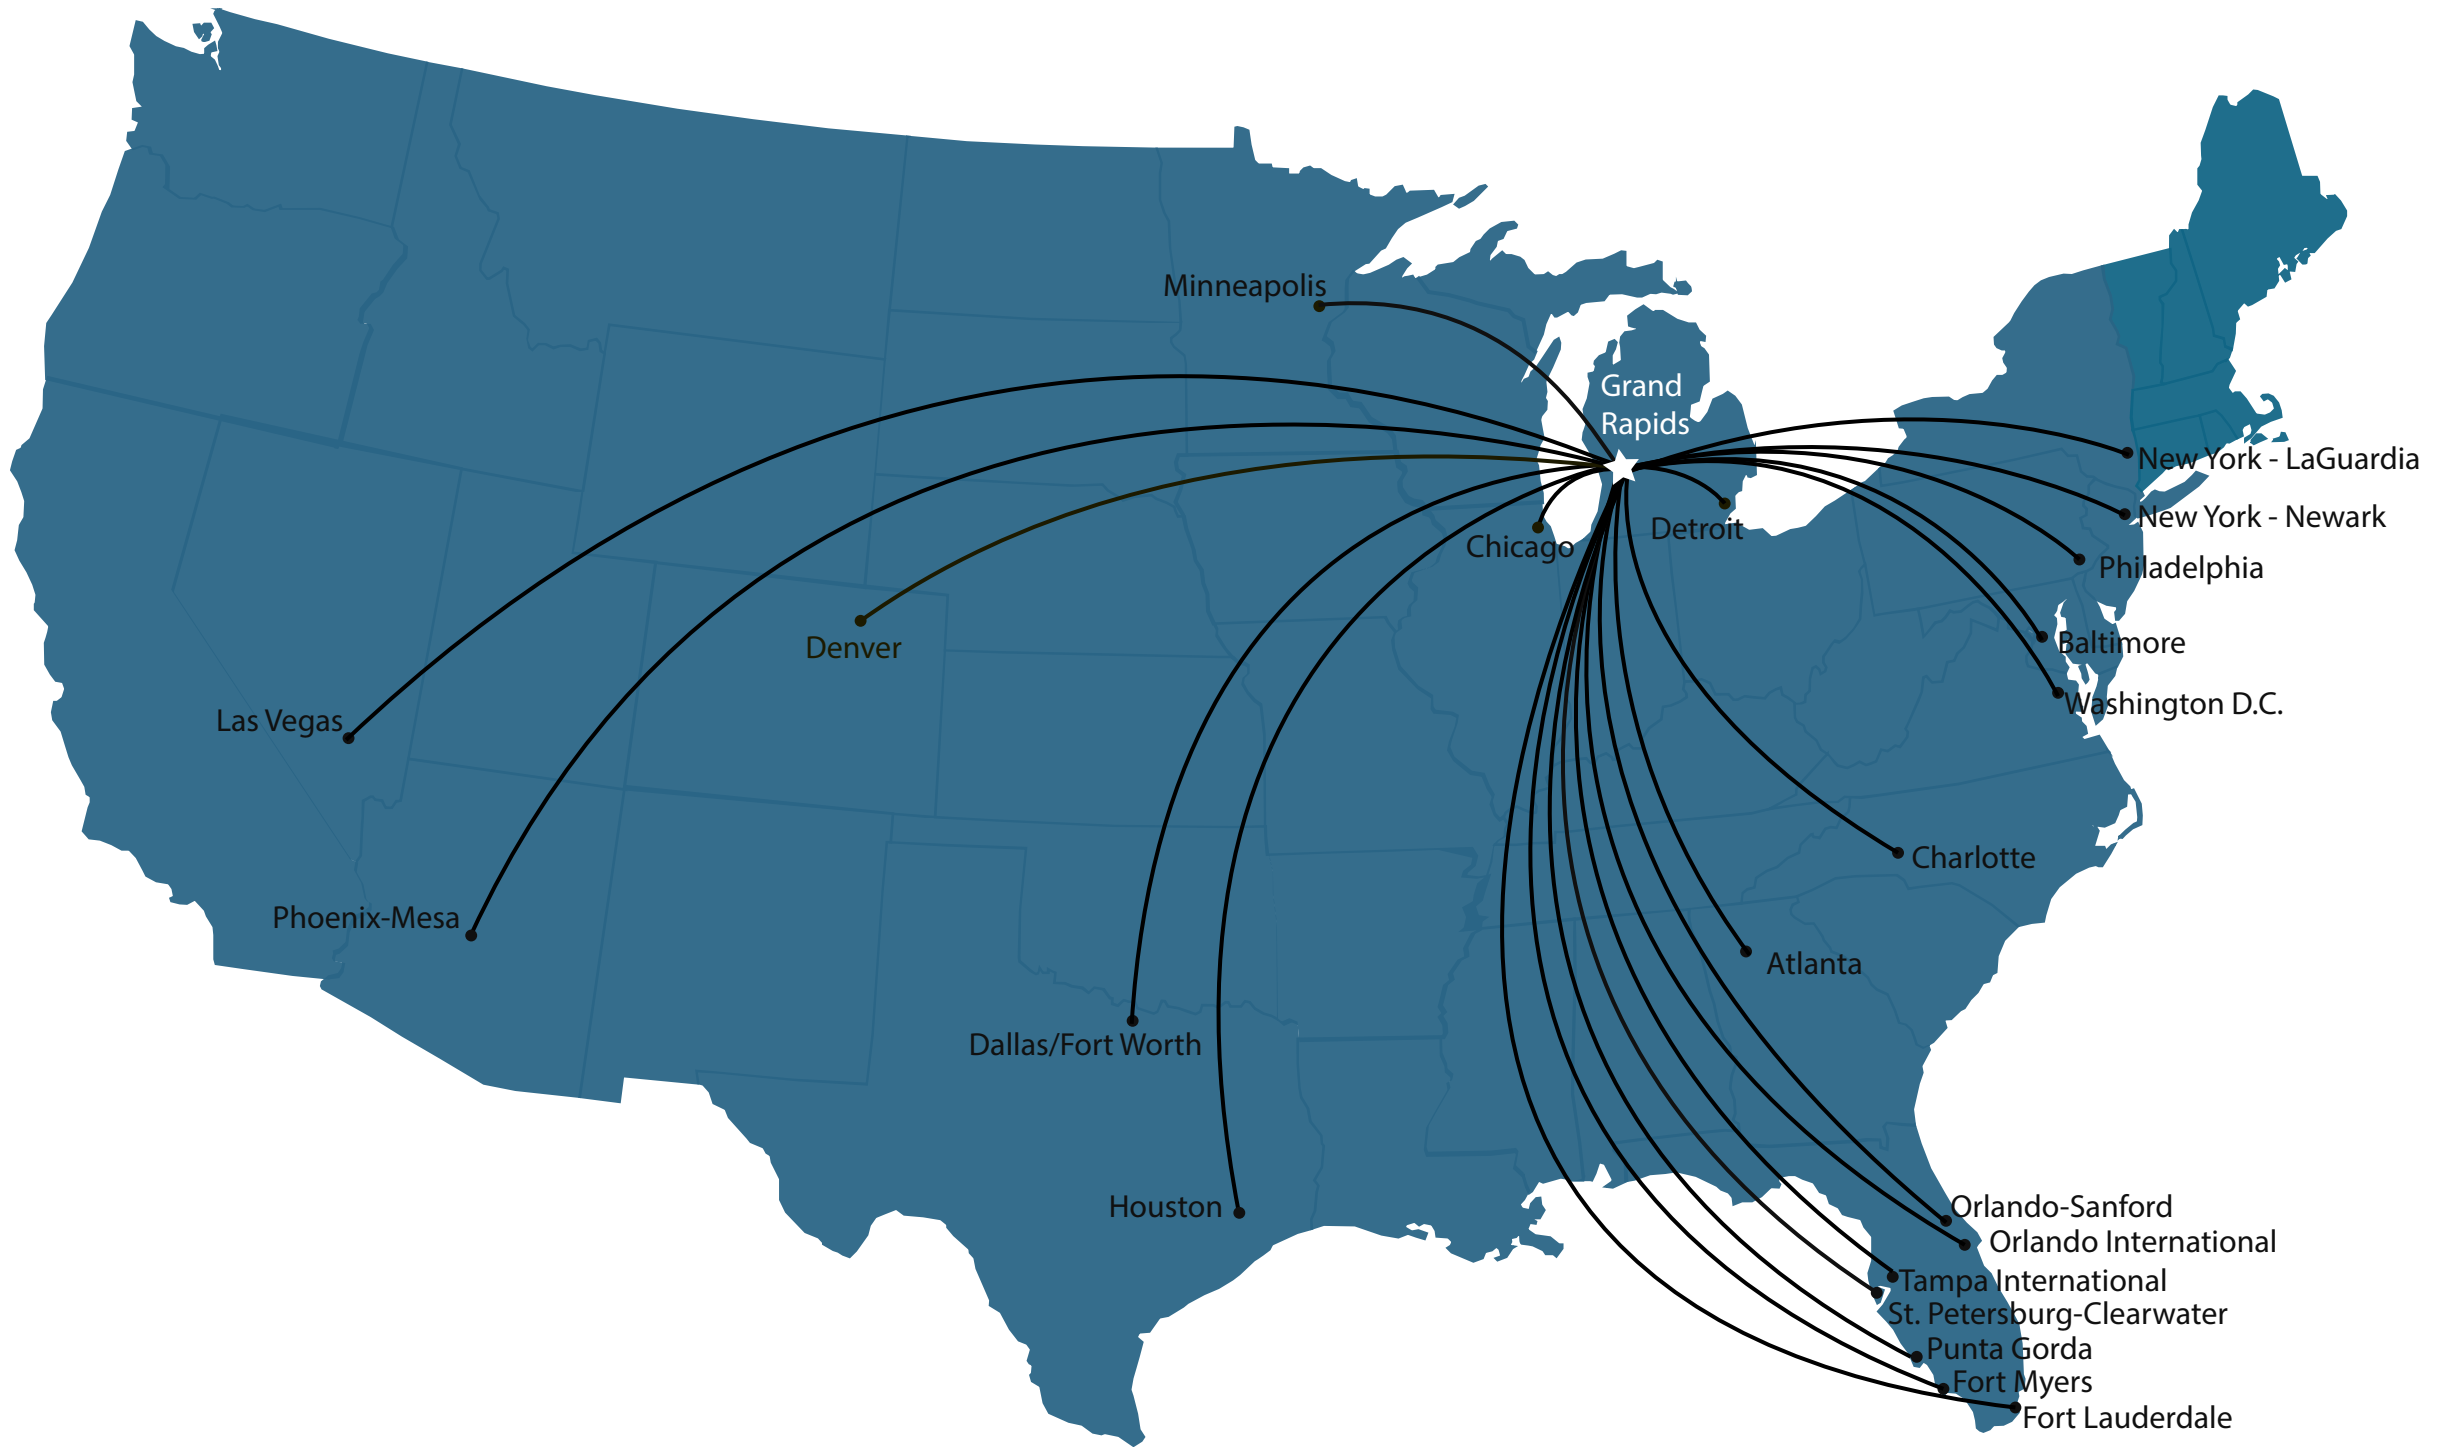 Minneapolis
Grand
Rapids
New York - LaGuardia
New York - Newark
Detroit
Chicago
Philadelphia
Denver
Baltimore
Washington D.C.
Las Vegas
Charlotte
Phoenix-Mesa
Atlanta
Dallas/Fort Worth
Houston
Orlando-Sanford
Orlando International
Tampa International
St. Petersburg-Clearwater
Punta Gorda
Fort Myers
Fort Lauderdale